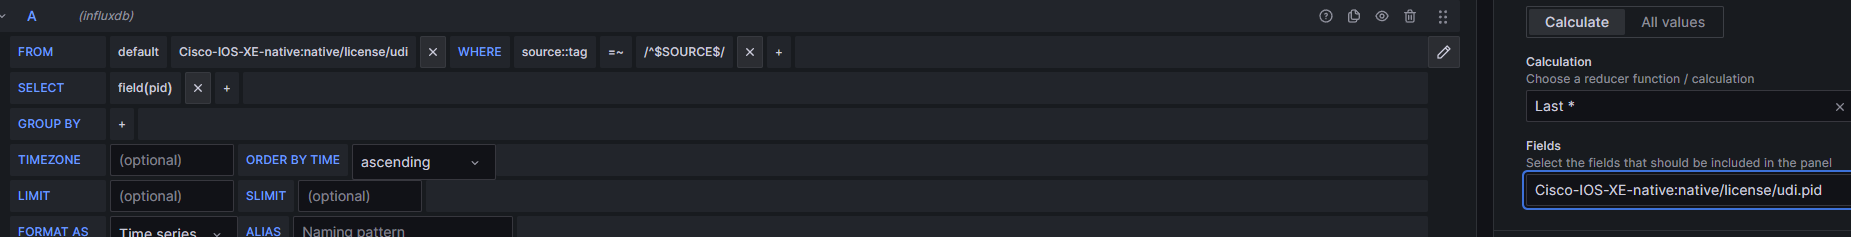 A (influxdb)
FROM default Cisco-IOS-XE-native:native/license/udi × WHERE source::tag =~ /^$SOURCE$/ × +
SELECT field(pid) × +
GROUP BY +
TIMEZONE (optional) ORDER BY TIME ascending
LIMIT (optional) SLIMIT (optional)
FORMAT AS Time series ALIAS Naming pattern
Calculate All values
Calculation
Choose a reducer function / calculation
Last * ×
Fields
Select the fields that should be included in the panel
Cisco-IOS-XE-native:native/license/udi.pid